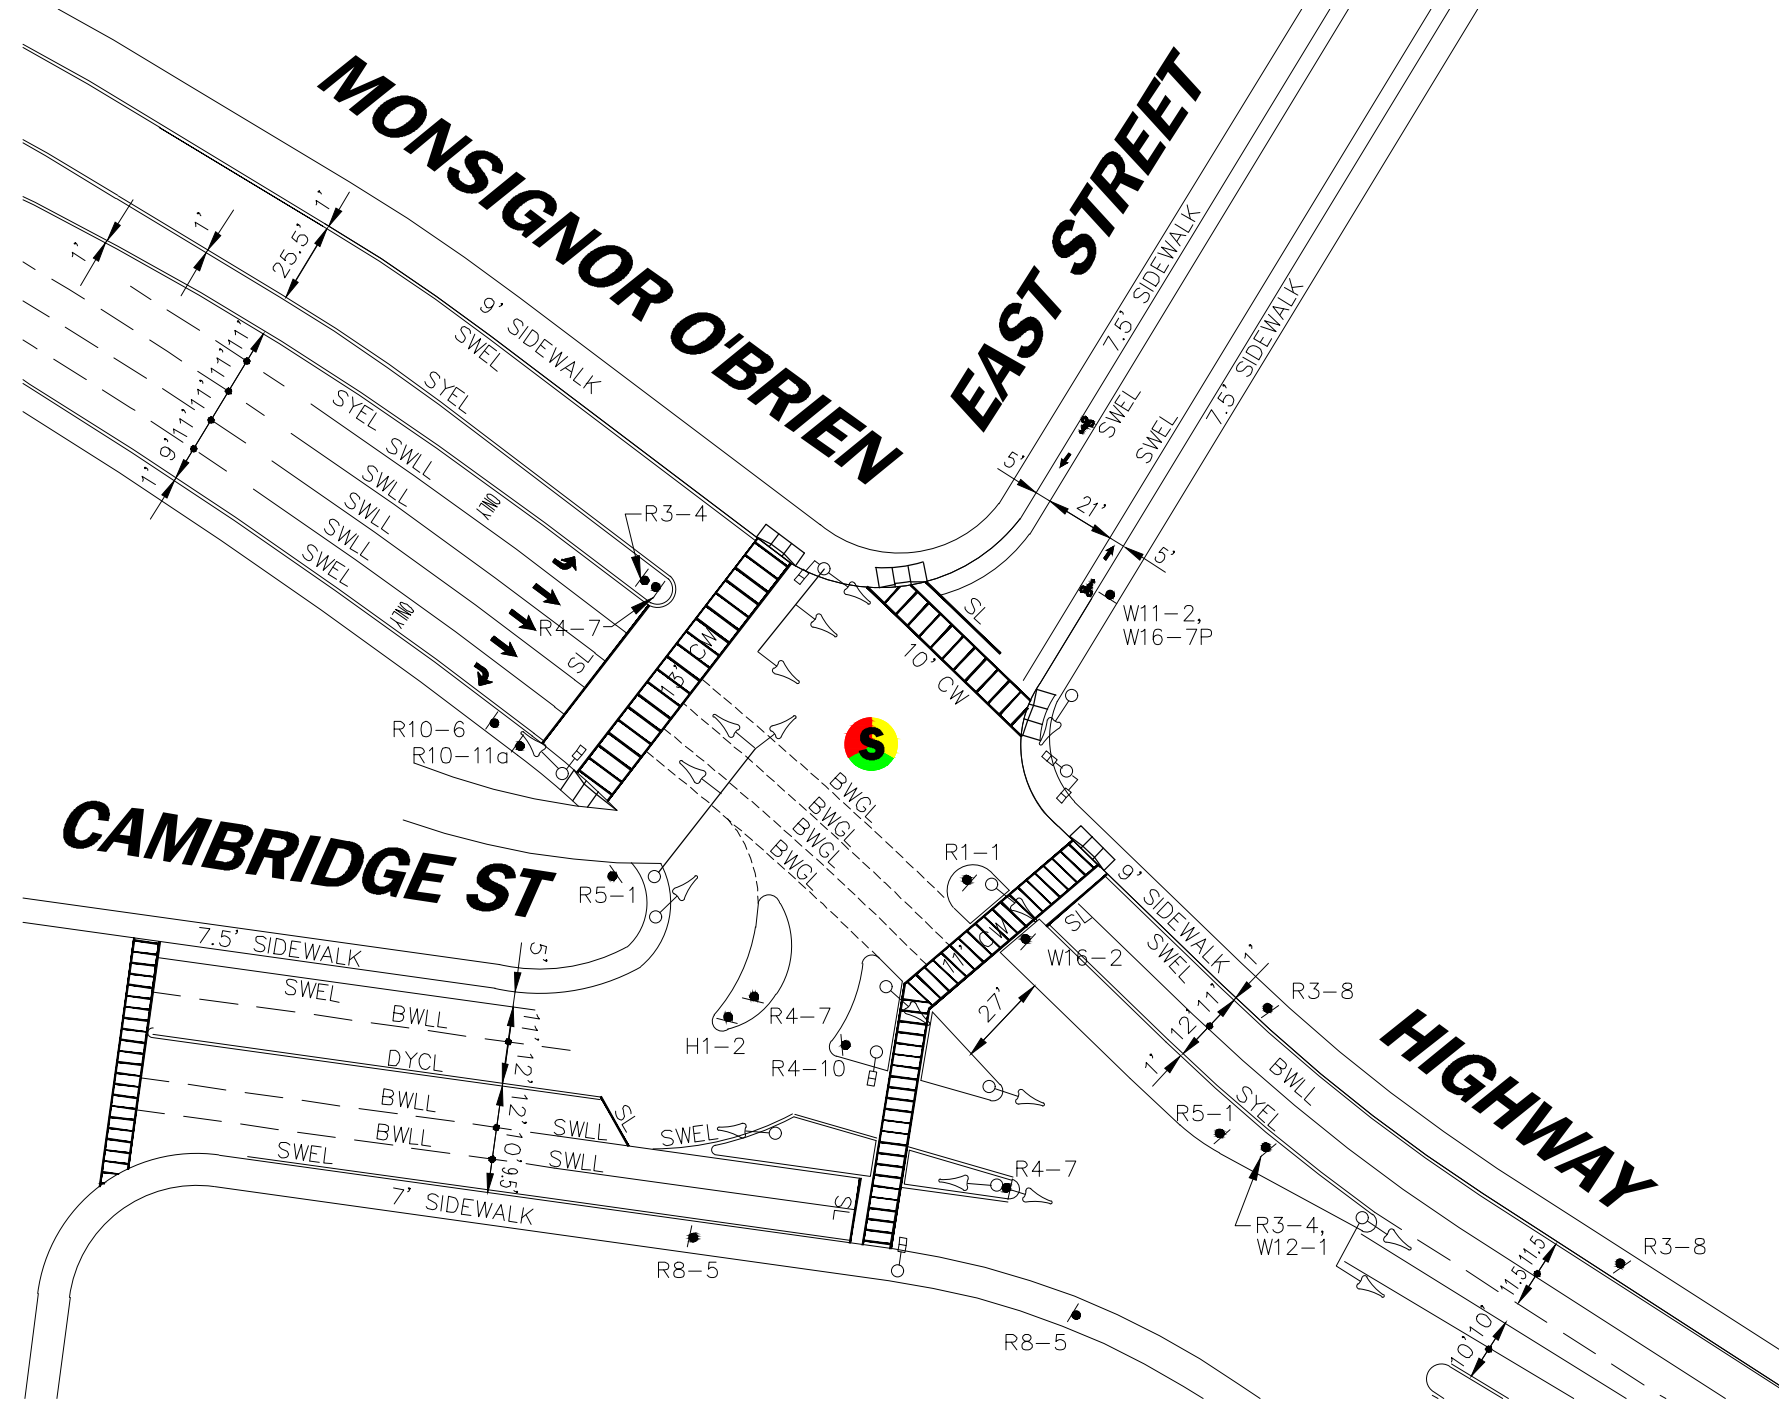 MONSIGNOR O'BRIEN
EAST STREET
1'
1'
1'
25.5'
9' SIDEWALK
SWEL
SYEL
7.5' SIDEWALK
7.5' SIDEWALK
11'
11'
11'
11'
9'
1'
SYEL
SWLL
SWLL
SWLL
SWLL
SWEL
ONLY
ONLY
SWEL
SWEL
5'
21'
5'
R3-4
R4-7
SL
13' CW
SL
10' CW
W11-2,
W16-7P
R10-6
R10-11a
CAMBRIDGE ST
S
BWGL
BWGL
BWGL
BWGL
R1-1
R5-1
9' SIDEWALK
SL
11' CW
W16-2
SWEL
1'
R3-8
7.5' SIDEWALK
5'
SWEL
BWLL
DYCL
BWLL
BWLL
SWEL
11'
12'
12'
10'
9.5'
SL
SWLL
SWLL
SWEL
R4-7
H1-2
R4-10
27'
11'
12'
1'
BWLL
SYEL
HIGHWAY
R5-1
R4-7
7' SIDEWALK
SL
R3-4,
W12-1
R3-8
11.5
11.5
10'
10'
R8-5
R8-5